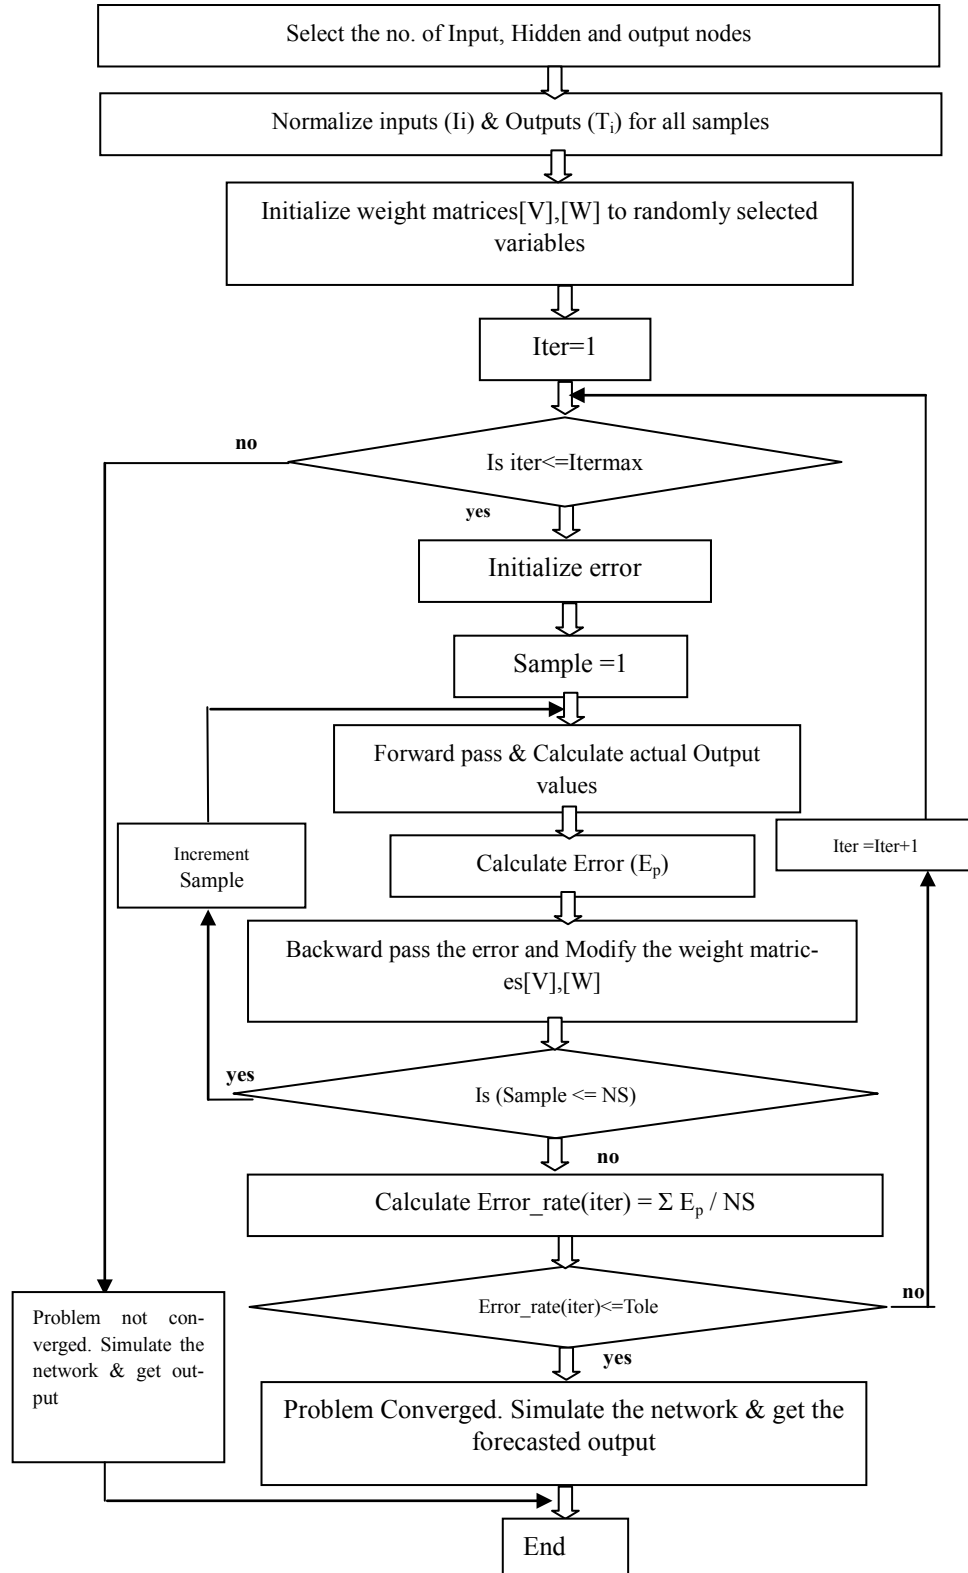 Select the no. of Input, Hidden and output nodes
Normalize inputs (Ii) & Outputs (Ti) for all samples
Initialize weight matrices[V],[W] to randomly selected
variables
Iter=1
no
Is iter<=Itermax
yes
Initialize error
Sample =1
Forward pass & Calculate actual Output
values
Increment
Sample
Iter =Iter+1
Calculate Error (Ep)
Backward pass the error and Modify the weight matric-
es[V],[W]
yes
Is (Sample <= NS)
no
Calculate Error_rate(iter) = Σ Ep / NS
no
Error_rate(iter)<=Tole
Problem not con-
verged. Simulate the
network & get out-
put
yes
Problem Converged. Simulate the network & get the
forecasted output
End